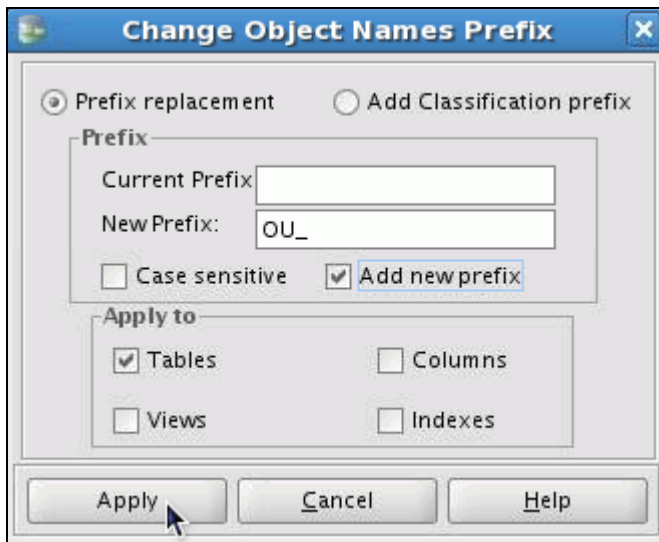 Change Object Names Prefix
Prefix replacement Add Classification prefix
Prefix
Current Prefix
New Prefix: OU_
Case sensitive Add new prefix
Apply to
Tables Columns
Views Indexes
Apply Cancel Help